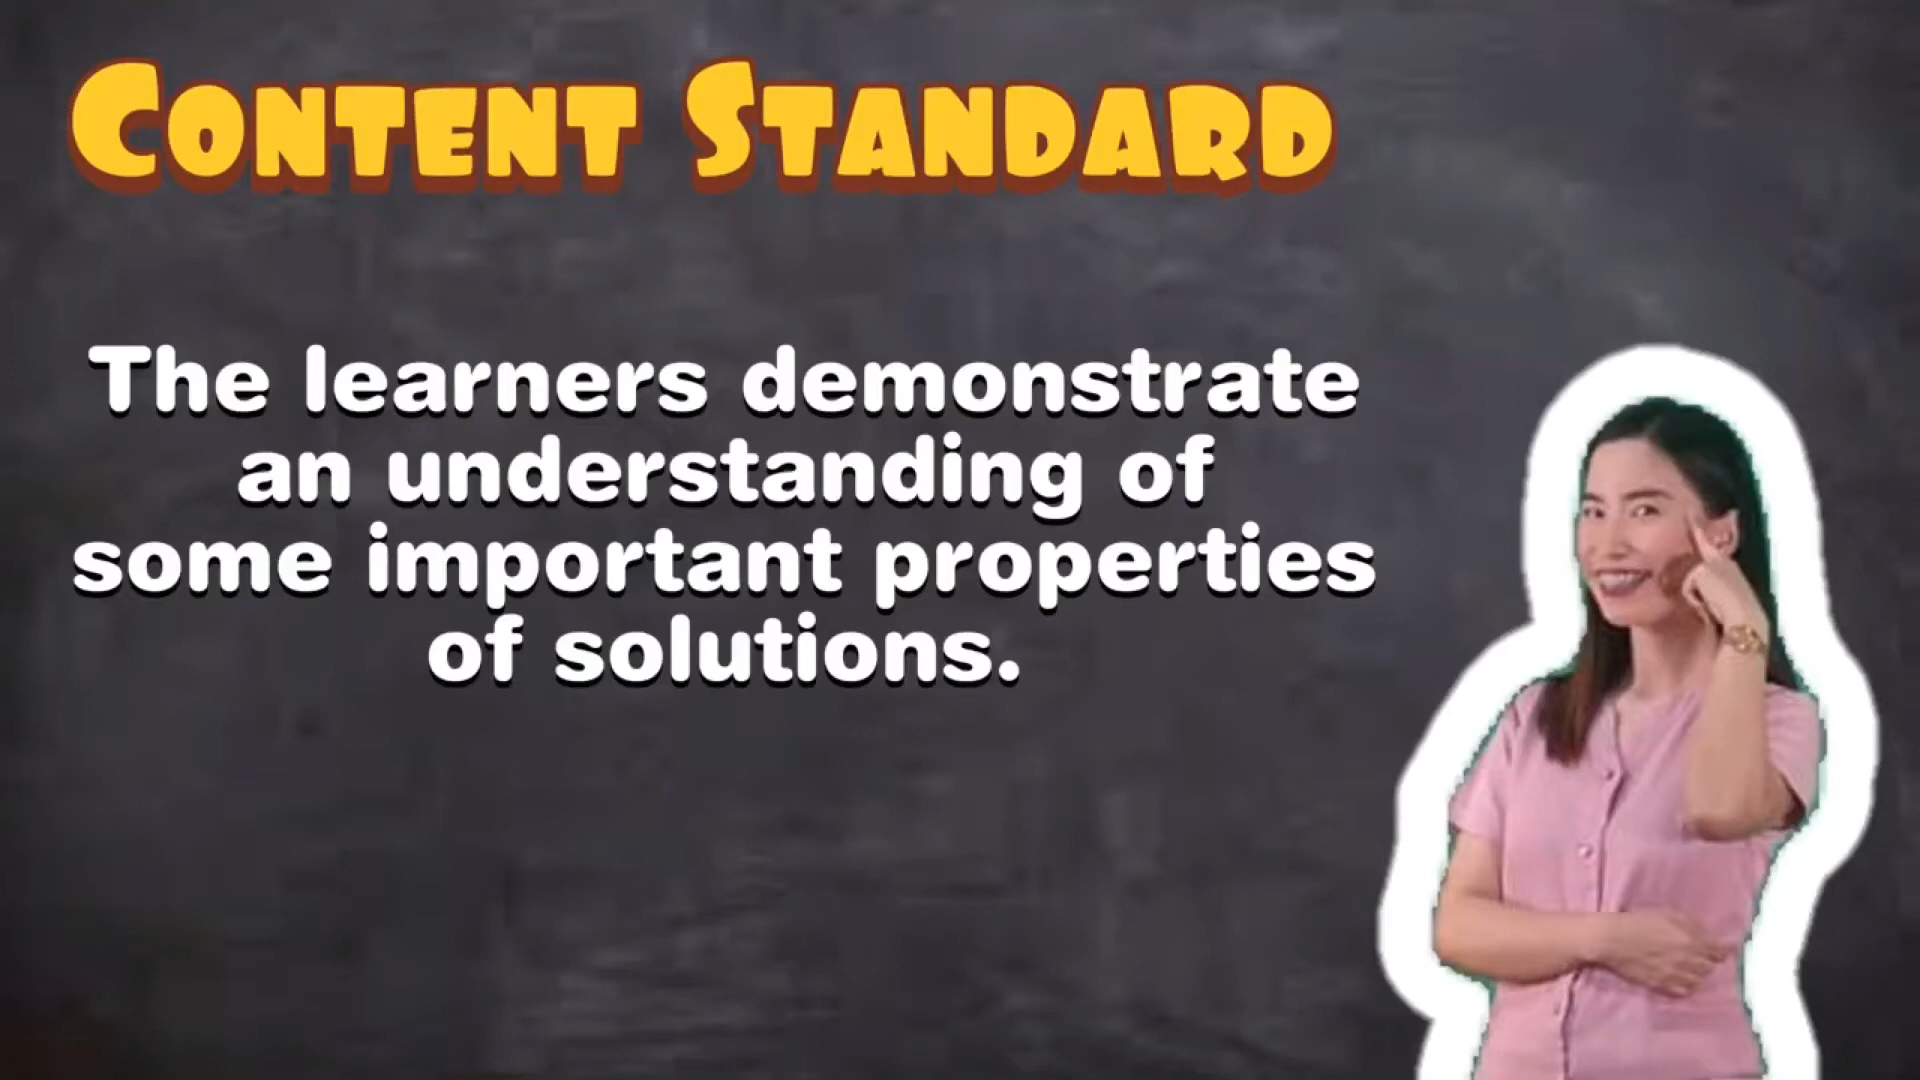 CONTENT STANDARD
The learners demonstrate
an understanding of
some important properties
of solutions.